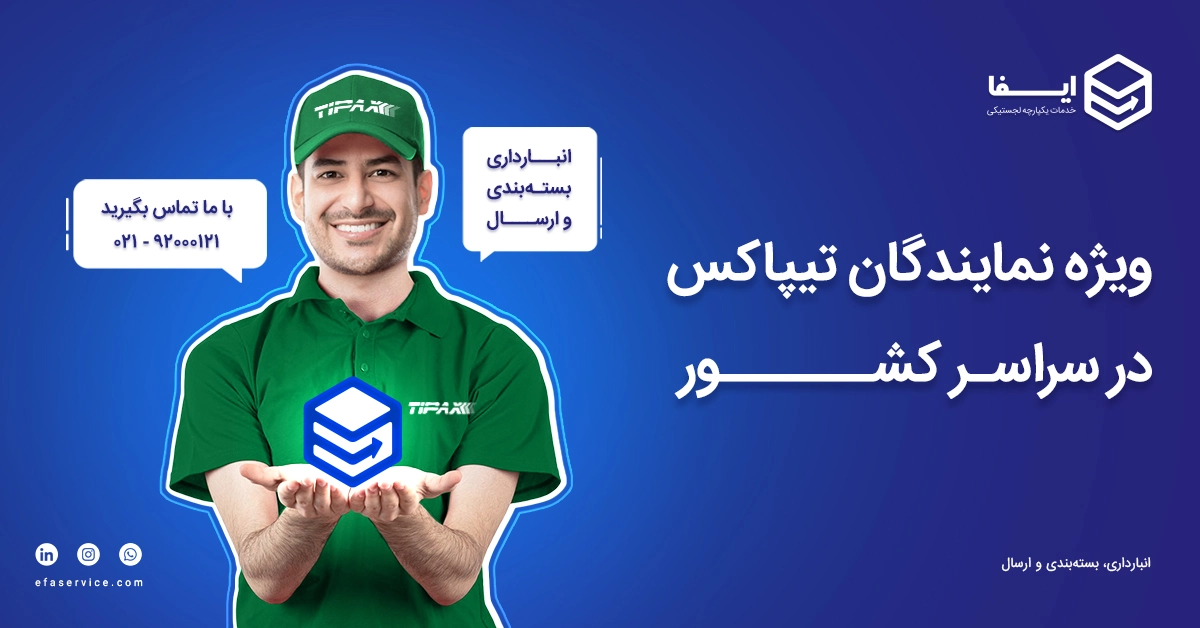 ایفا
خدمات یکپارچه لجستیکی
ویژه نمایندگان تیپاکس
در سراسر کشور
انبارداری
بسته‌بندی
و ارسال
با ما تماس بگیرید
۰۲۱ - ۹۲۰۰۰۱۲۱
TIPAX
TIPAX
انبارداری، بسته‌بندی و ارسال
in
efaservice.com